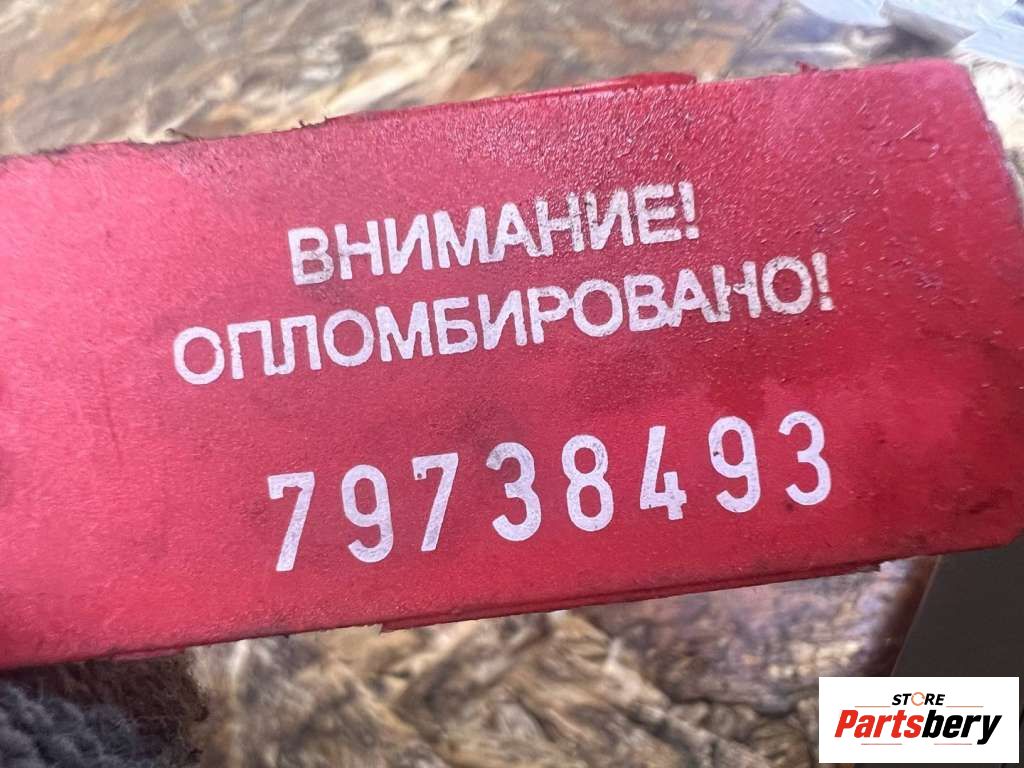 ВНИМАНИЕ!
ОПЛОМБИРОВАНО!
79738493
STORE
Partsbery